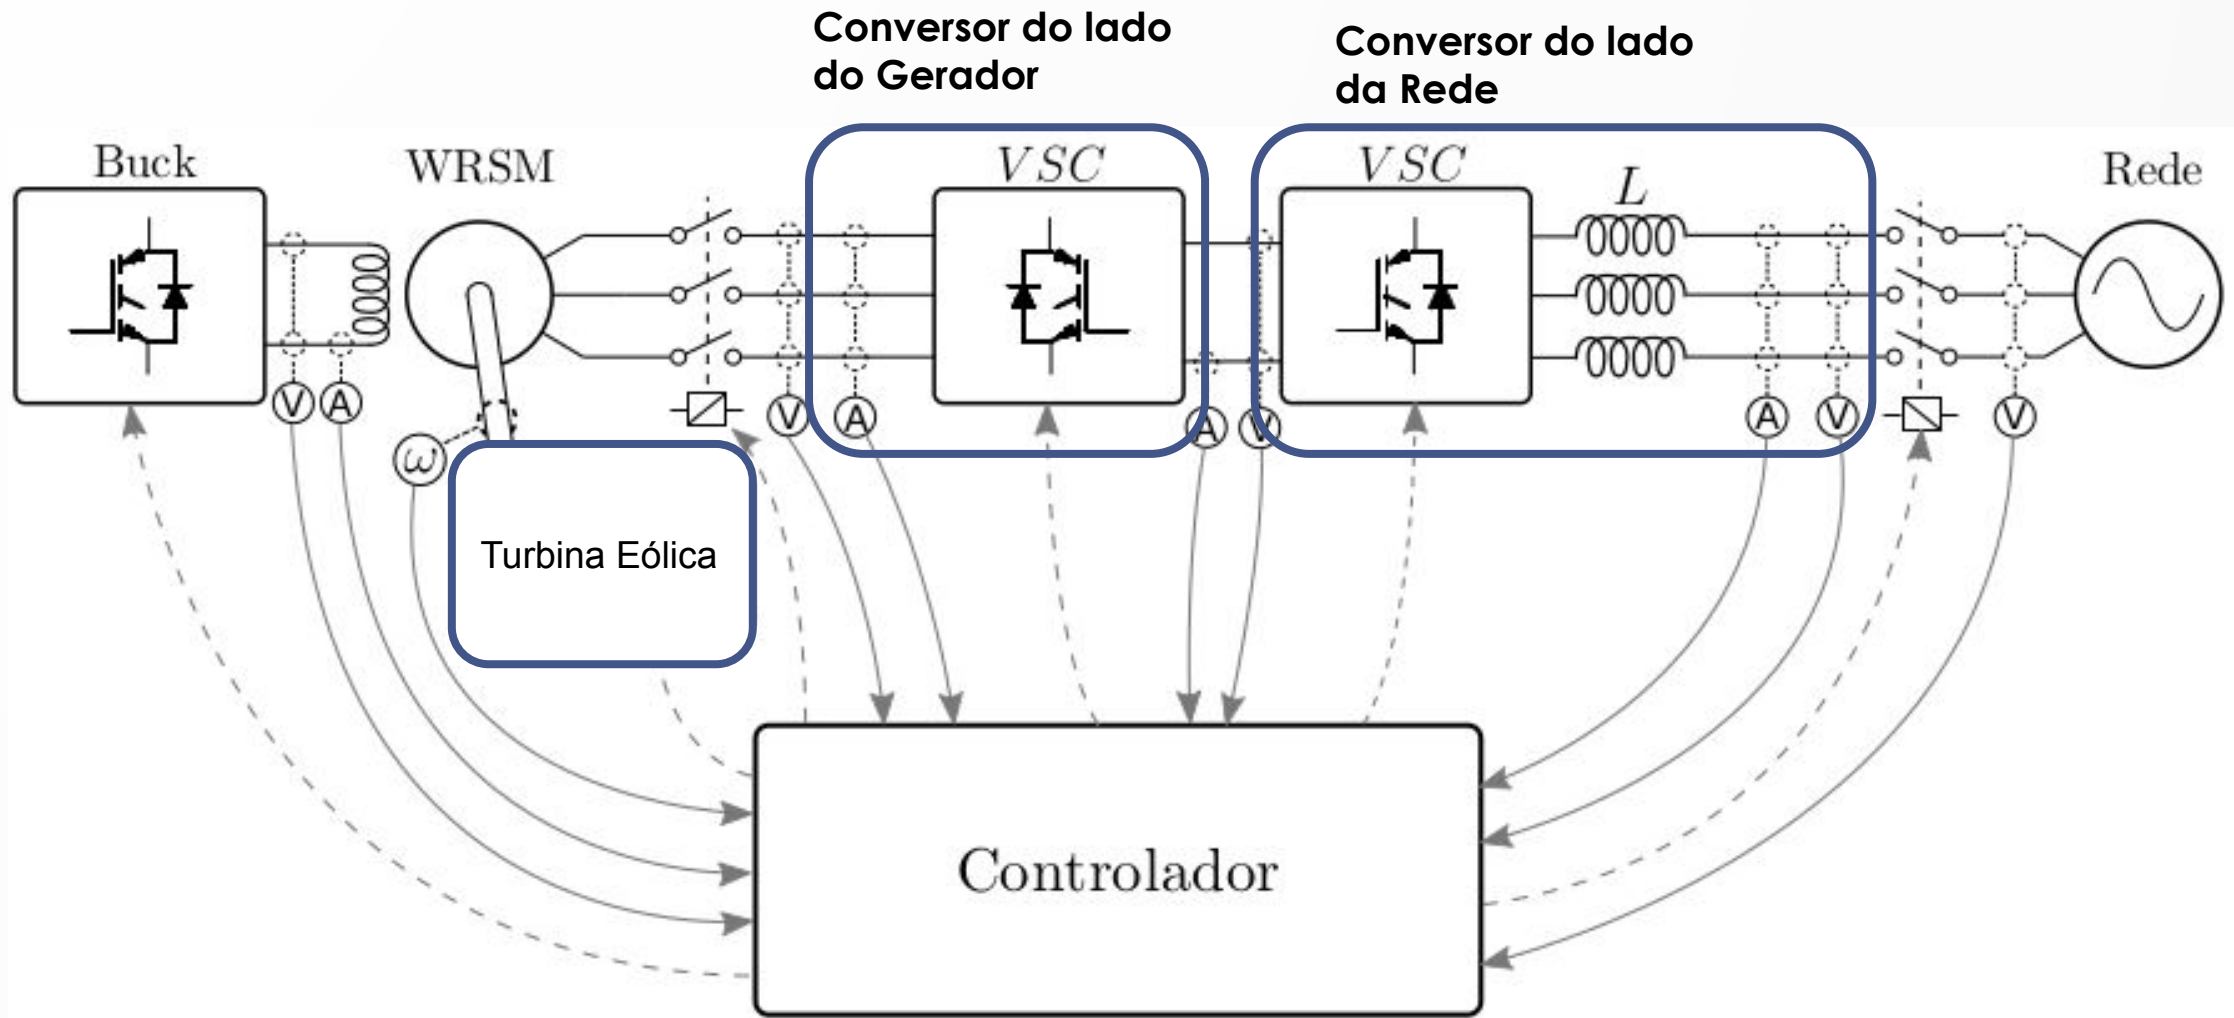 Conversor do lado
do Gerador
Conversor do lado
da Rede
Buck
WRSM
VSC
VSC
L
Rede
V
A
V
A
A
V
A
V
V
ω
Turbina Eólica
Controlador